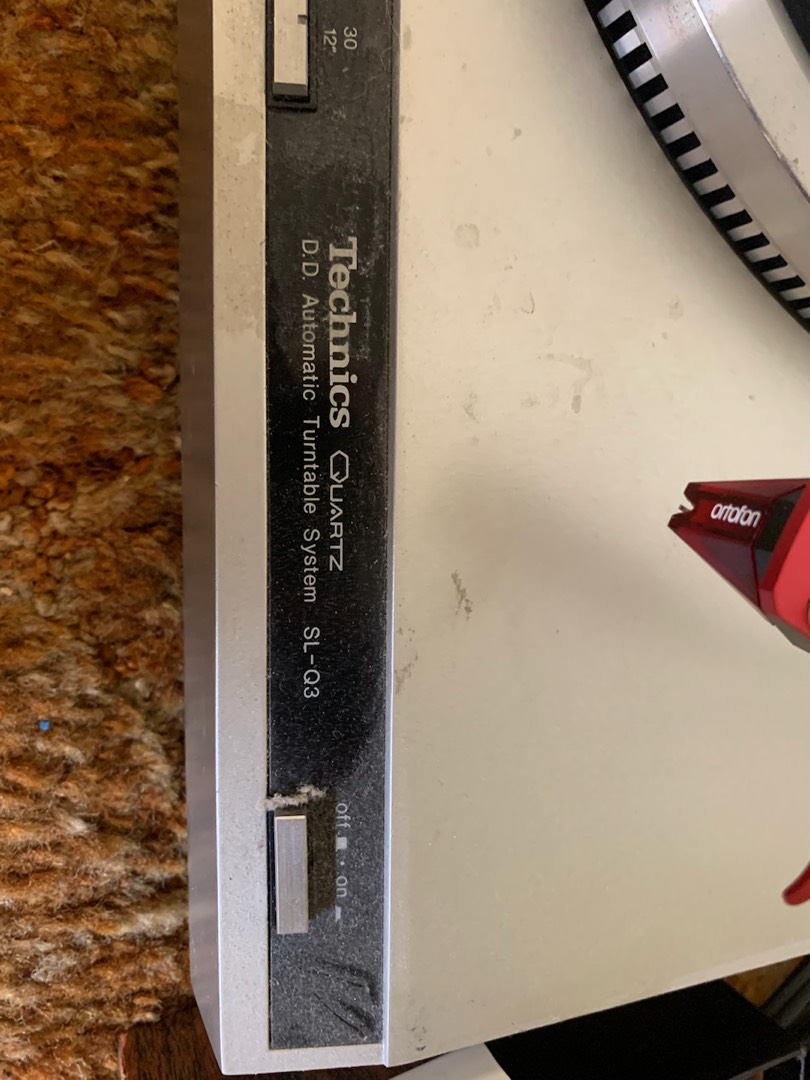 30
12"
Technics QUARTZ
D.D. Automatic Turntable System SL-Q3
off on
ortofon